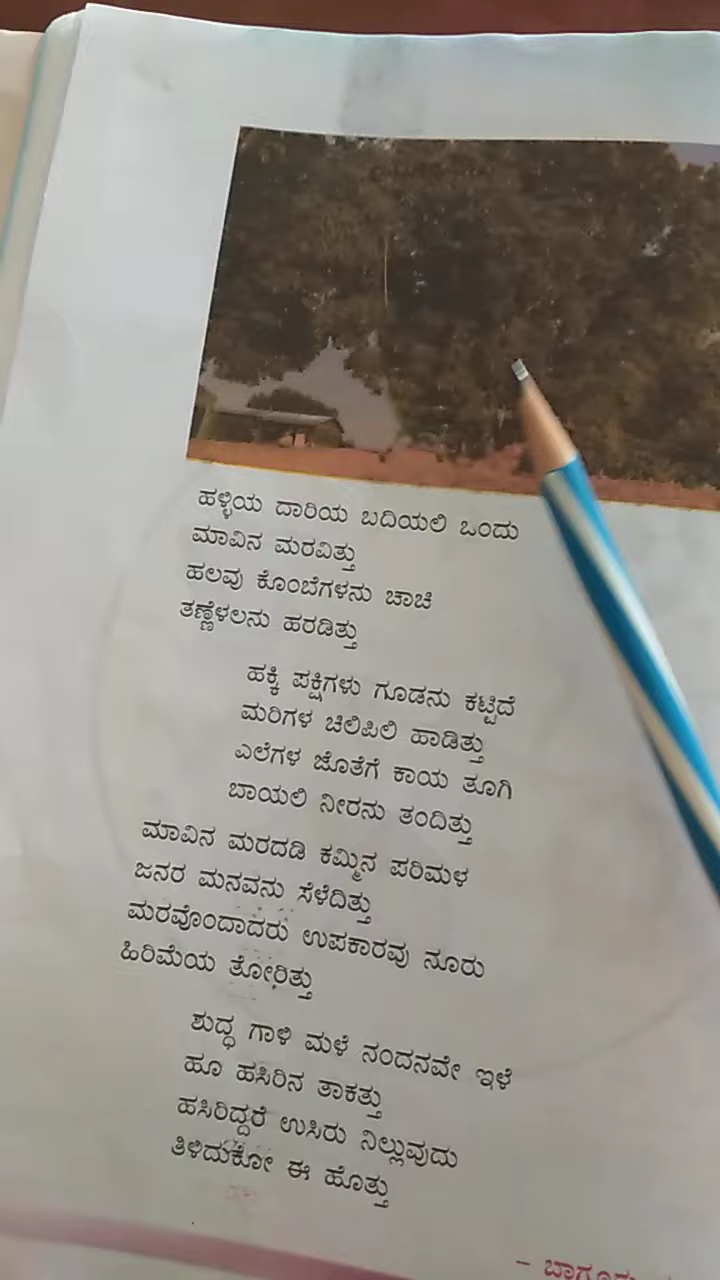 ಹಳ್ಳಿಯ ದಾರಿಯ ಬದಿಯಲಿ ಒಂದು
ಮಾವಿನ ಮರವಿತ್ತು
ಹಲವು ಕೊಂಬೆಗಳನು ಚಾಚಿ
ತಣ್ಣೆಳಲನು ಹರಡಿತ್ತು
ಹಕ್ಕಿ ಪಕ್ಷಿಗಳು ಗೂಡನು ಕಟ್ಟಿದೆ
ಮರಿಗಳ ಚಿಲಿಪಿಲಿ ಹಾಡಿತ್ತು
ಎಲೆಗಳ ಜೊತೆಗೆ ಕಾಯ ತೂಗಿ
ಬಾಯಲಿ ನೀರನು ತಂದಿತ್ತು
ಮಾವಿನ ಮರದಡಿ ಕಮ್ಮಿನ ಪರಿಮಳ
ಜನರ ಮನವನು ಸೆಳೆದಿತ್ತು
ಮರವೊಂದಾದರು ಉಪಕಾರವು ನೂರು
ಹಿರಿಮೆಯ ತೋರಿತ್ತು
ಶುದ್ಧ ಗಾಳಿ ಮಳೆ ನಂದನವೇ ಇಳೆ
ಹೂ ಹಸಿರಿನ ತಾಕತ್ತು
ಹಸಿರಿದ್ದರೆ ಉಸಿರು ನಿಲ್ಲುವುದು
ತಿಳಿದುಕೋ ಈ ಹೊತ್ತು